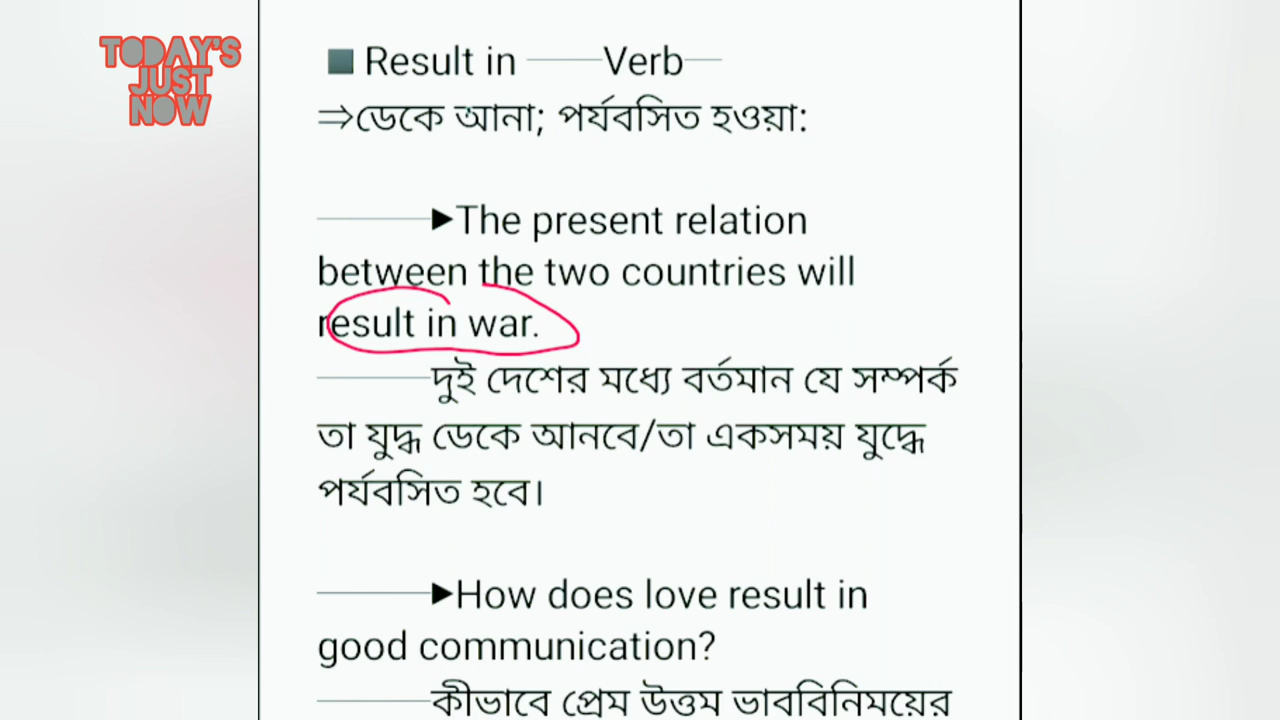 TODAY'S
JUST
NOW
■ Result in ——Verb—
⇒ডেকে আনা; পর্যবসিত হওয়া:
———►The present relation
between the two countries will
result in war.
———দুই দেশের মধ্যে বর্তমান যে সম্পর্ক
তা যুদ্ধ ডেকে আনবে/তা একসময় যুদ্ধে
পর্যবসিত হবে।
———►How does love result in
good communication?
———কীভাবে প্রেম উত্তম ভাববিনিময়ের